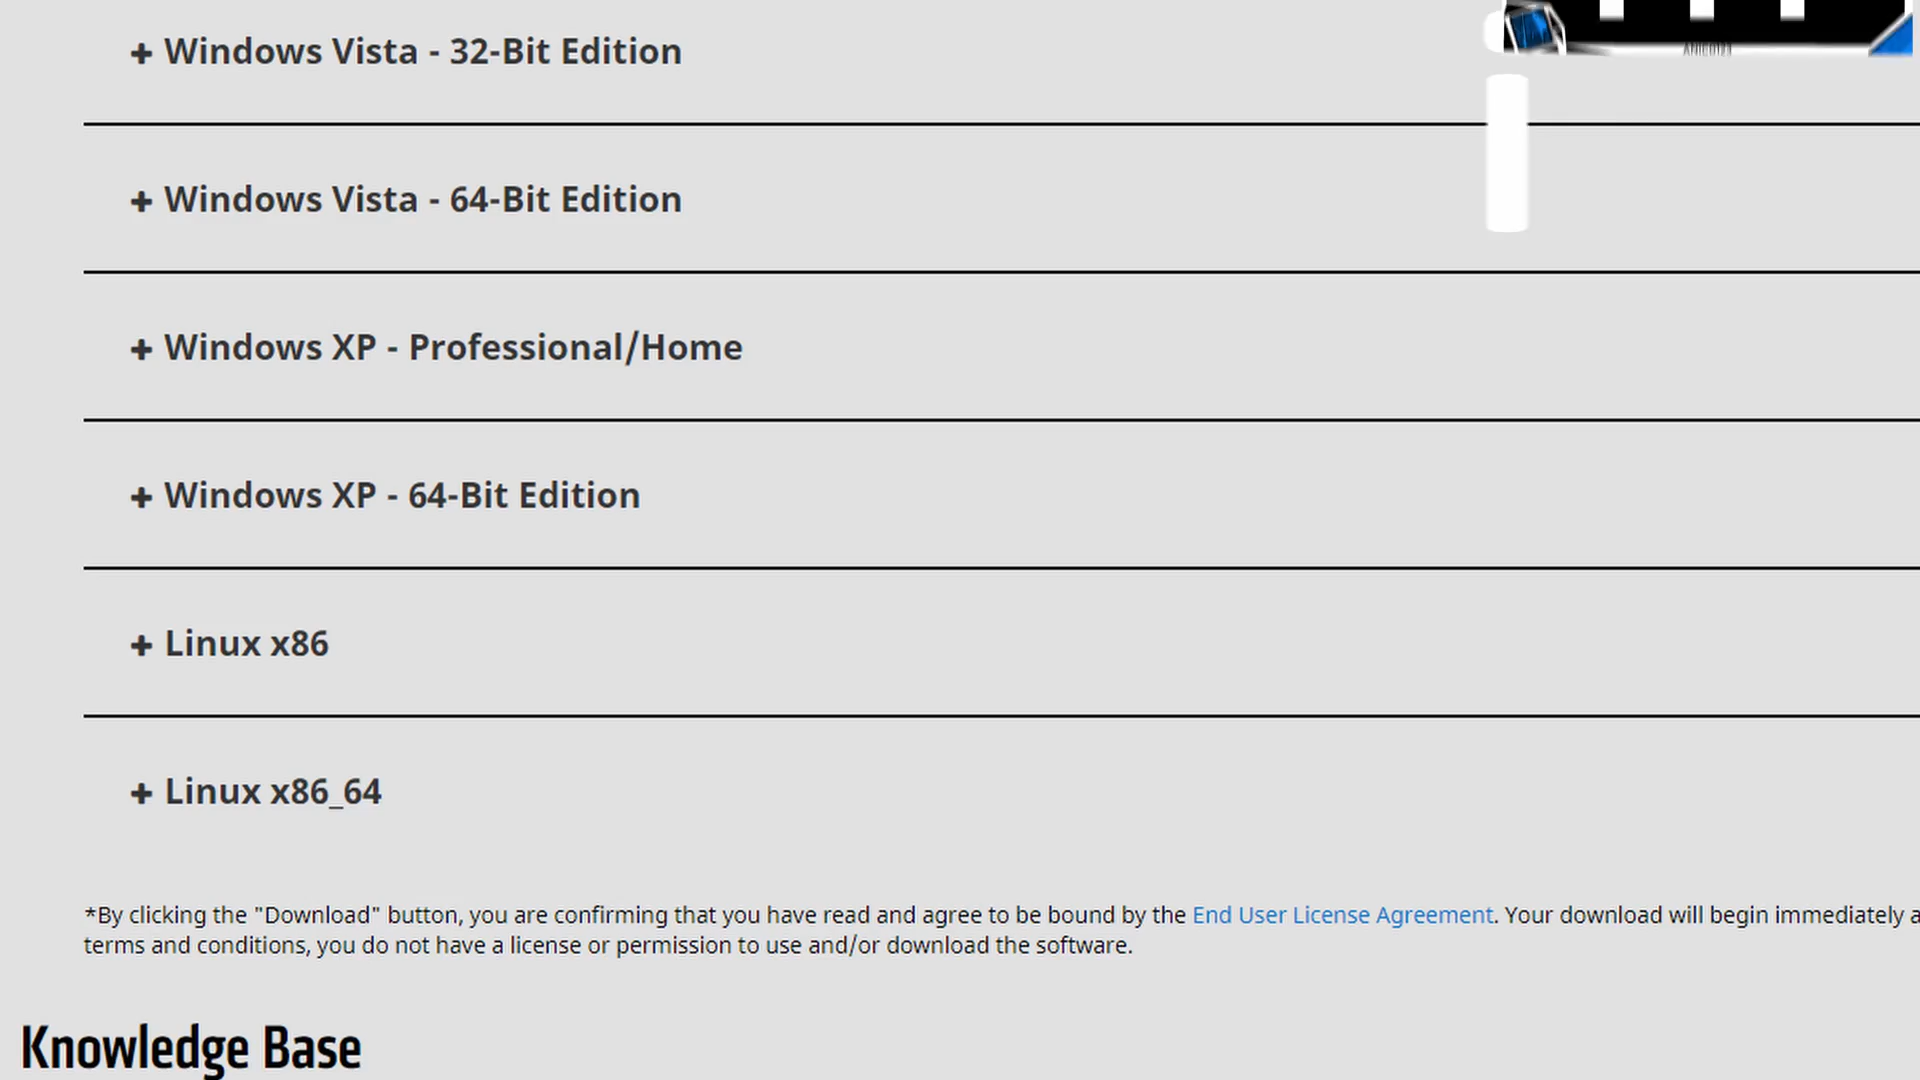 + Windows Vista - 32-Bit Edition
+ Windows Vista - 64-Bit Edition
+ Windows XP - Professional/Home
+ Windows XP - 64-Bit Edition
+ Linux x86
+ Linux x86_64
*By clicking the "Download" button, you are confirming that you have read and agree to be bound by the End User License Agreement. Your download will begin immediately a
terms and conditions, you do not have a license or permission to use and/or download the software.
Knowledge Base